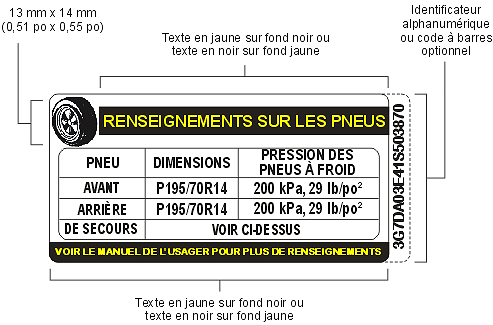 13 mm x 14 mm
(0,51 po x 0,55 po)
Texte en jaune sur fond noir ou
texte en noir sur fond jaune
Identificateur
alphanumérique
ou code à barres
optionnel
RENSEIGNEMENTS SUR LES PNEUS
PNEU DIMENSIONS PRESSION DES
PNEUS À FROID
AVANT P195/70R14 200 kPa, 29 lb/po²
ARRIÈRE P195/70R14 200 kPa, 29 lb/po²
DE SECOURS VOIR CI-DESSUS
VOIR LE MANUEL DE L'USAGER POUR PLUS DE RENSEIGNEMENTS
3G7DA03E41S503870
Texte en jaune sur fond noir ou
texte en noir sur fond jaune